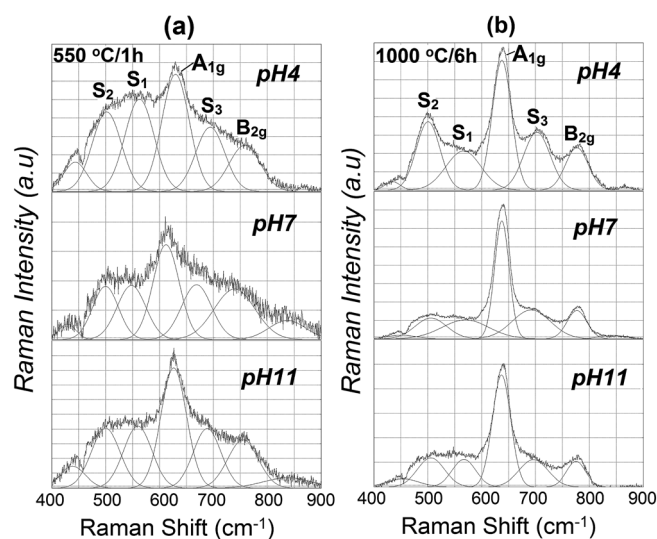 (a)
550 °C/1h
pH4
S2
S1
A1g
S3
B2g
pH7
pH11
Raman Intensity (a.u)
400 500 600 700 800 900
Raman Shift (cm-1)
(b)
1000 °C/6h
pH4
S2
S1
A1g
S3
B2g
pH7
pH11
Raman Intensity (a.u)
400 500 600 700 800 900
Raman Shift (cm-1)